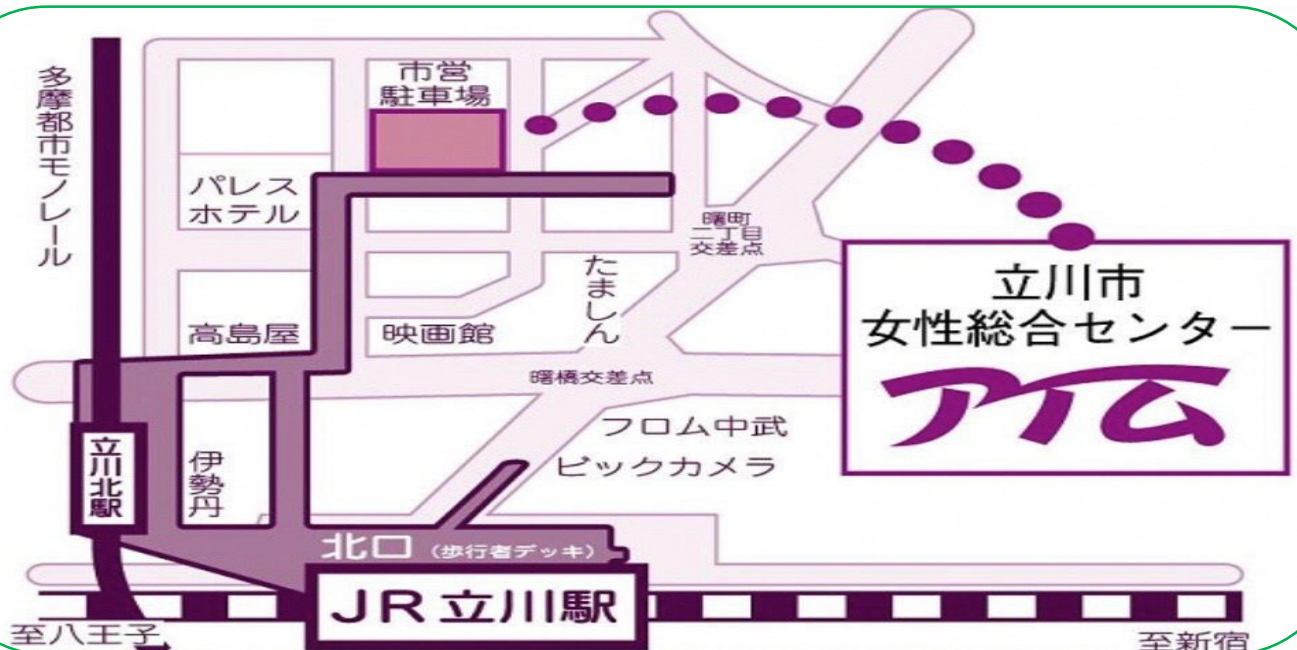 多摩都市モノレール
市営
駐車場
パレス
ホテル
曙町
二丁目
交差点
たましん
立川市
女性総合センター
アイム
高島屋
映画館
曙橋交差点
フロム中武
ビックカメラ
立川北駅
伊勢丹
北口（歩行者デッキ）
JR立川駅
至八王子
至新宿